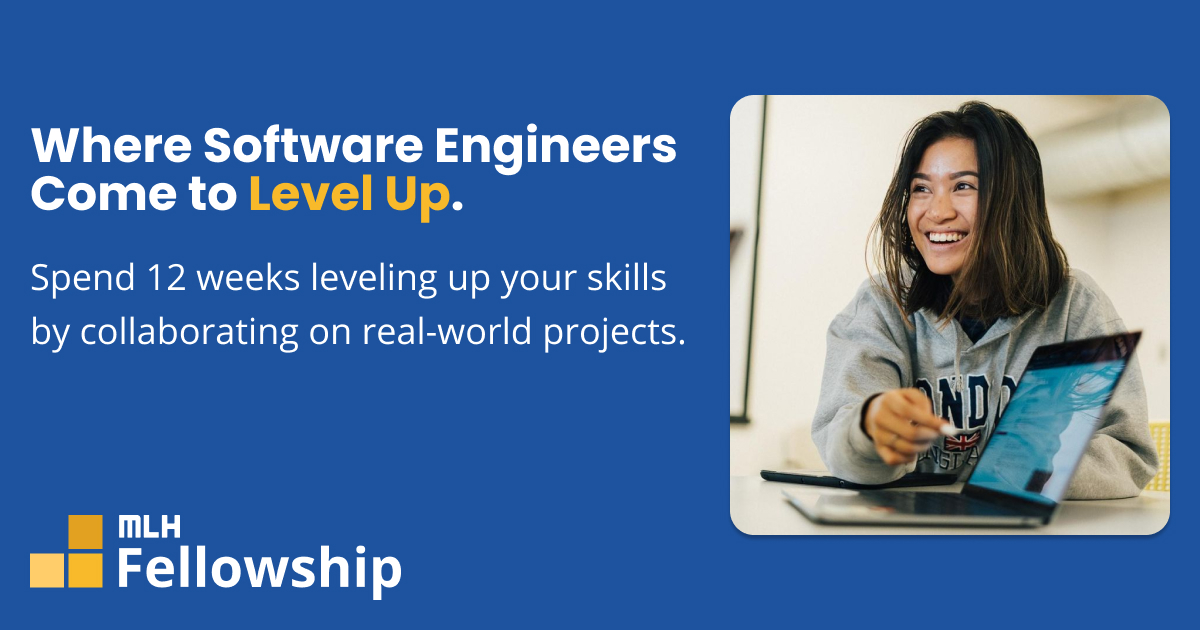 Where Software Engineers
Come to Level Up.
Spend 12 weeks leveling up your skills
by collaborating on real-world projects.
MLH
Fellowship